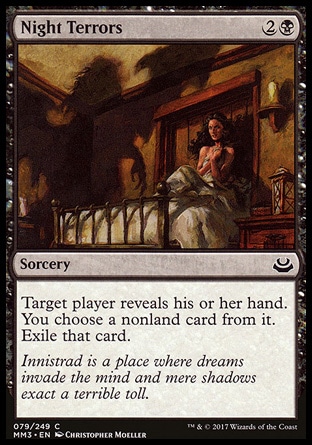 Night Terrors 2
Sorcery
Target player reveals his or her hand.
You choose a nonland card from it.
Exile that card.
Innistrad is a place where dreams
invade the mind and mere shadows
exact a terrible toll.
079/249 C
MM3 • EN Christopher Moeller ™ & © 2017 Wizards of the Coast